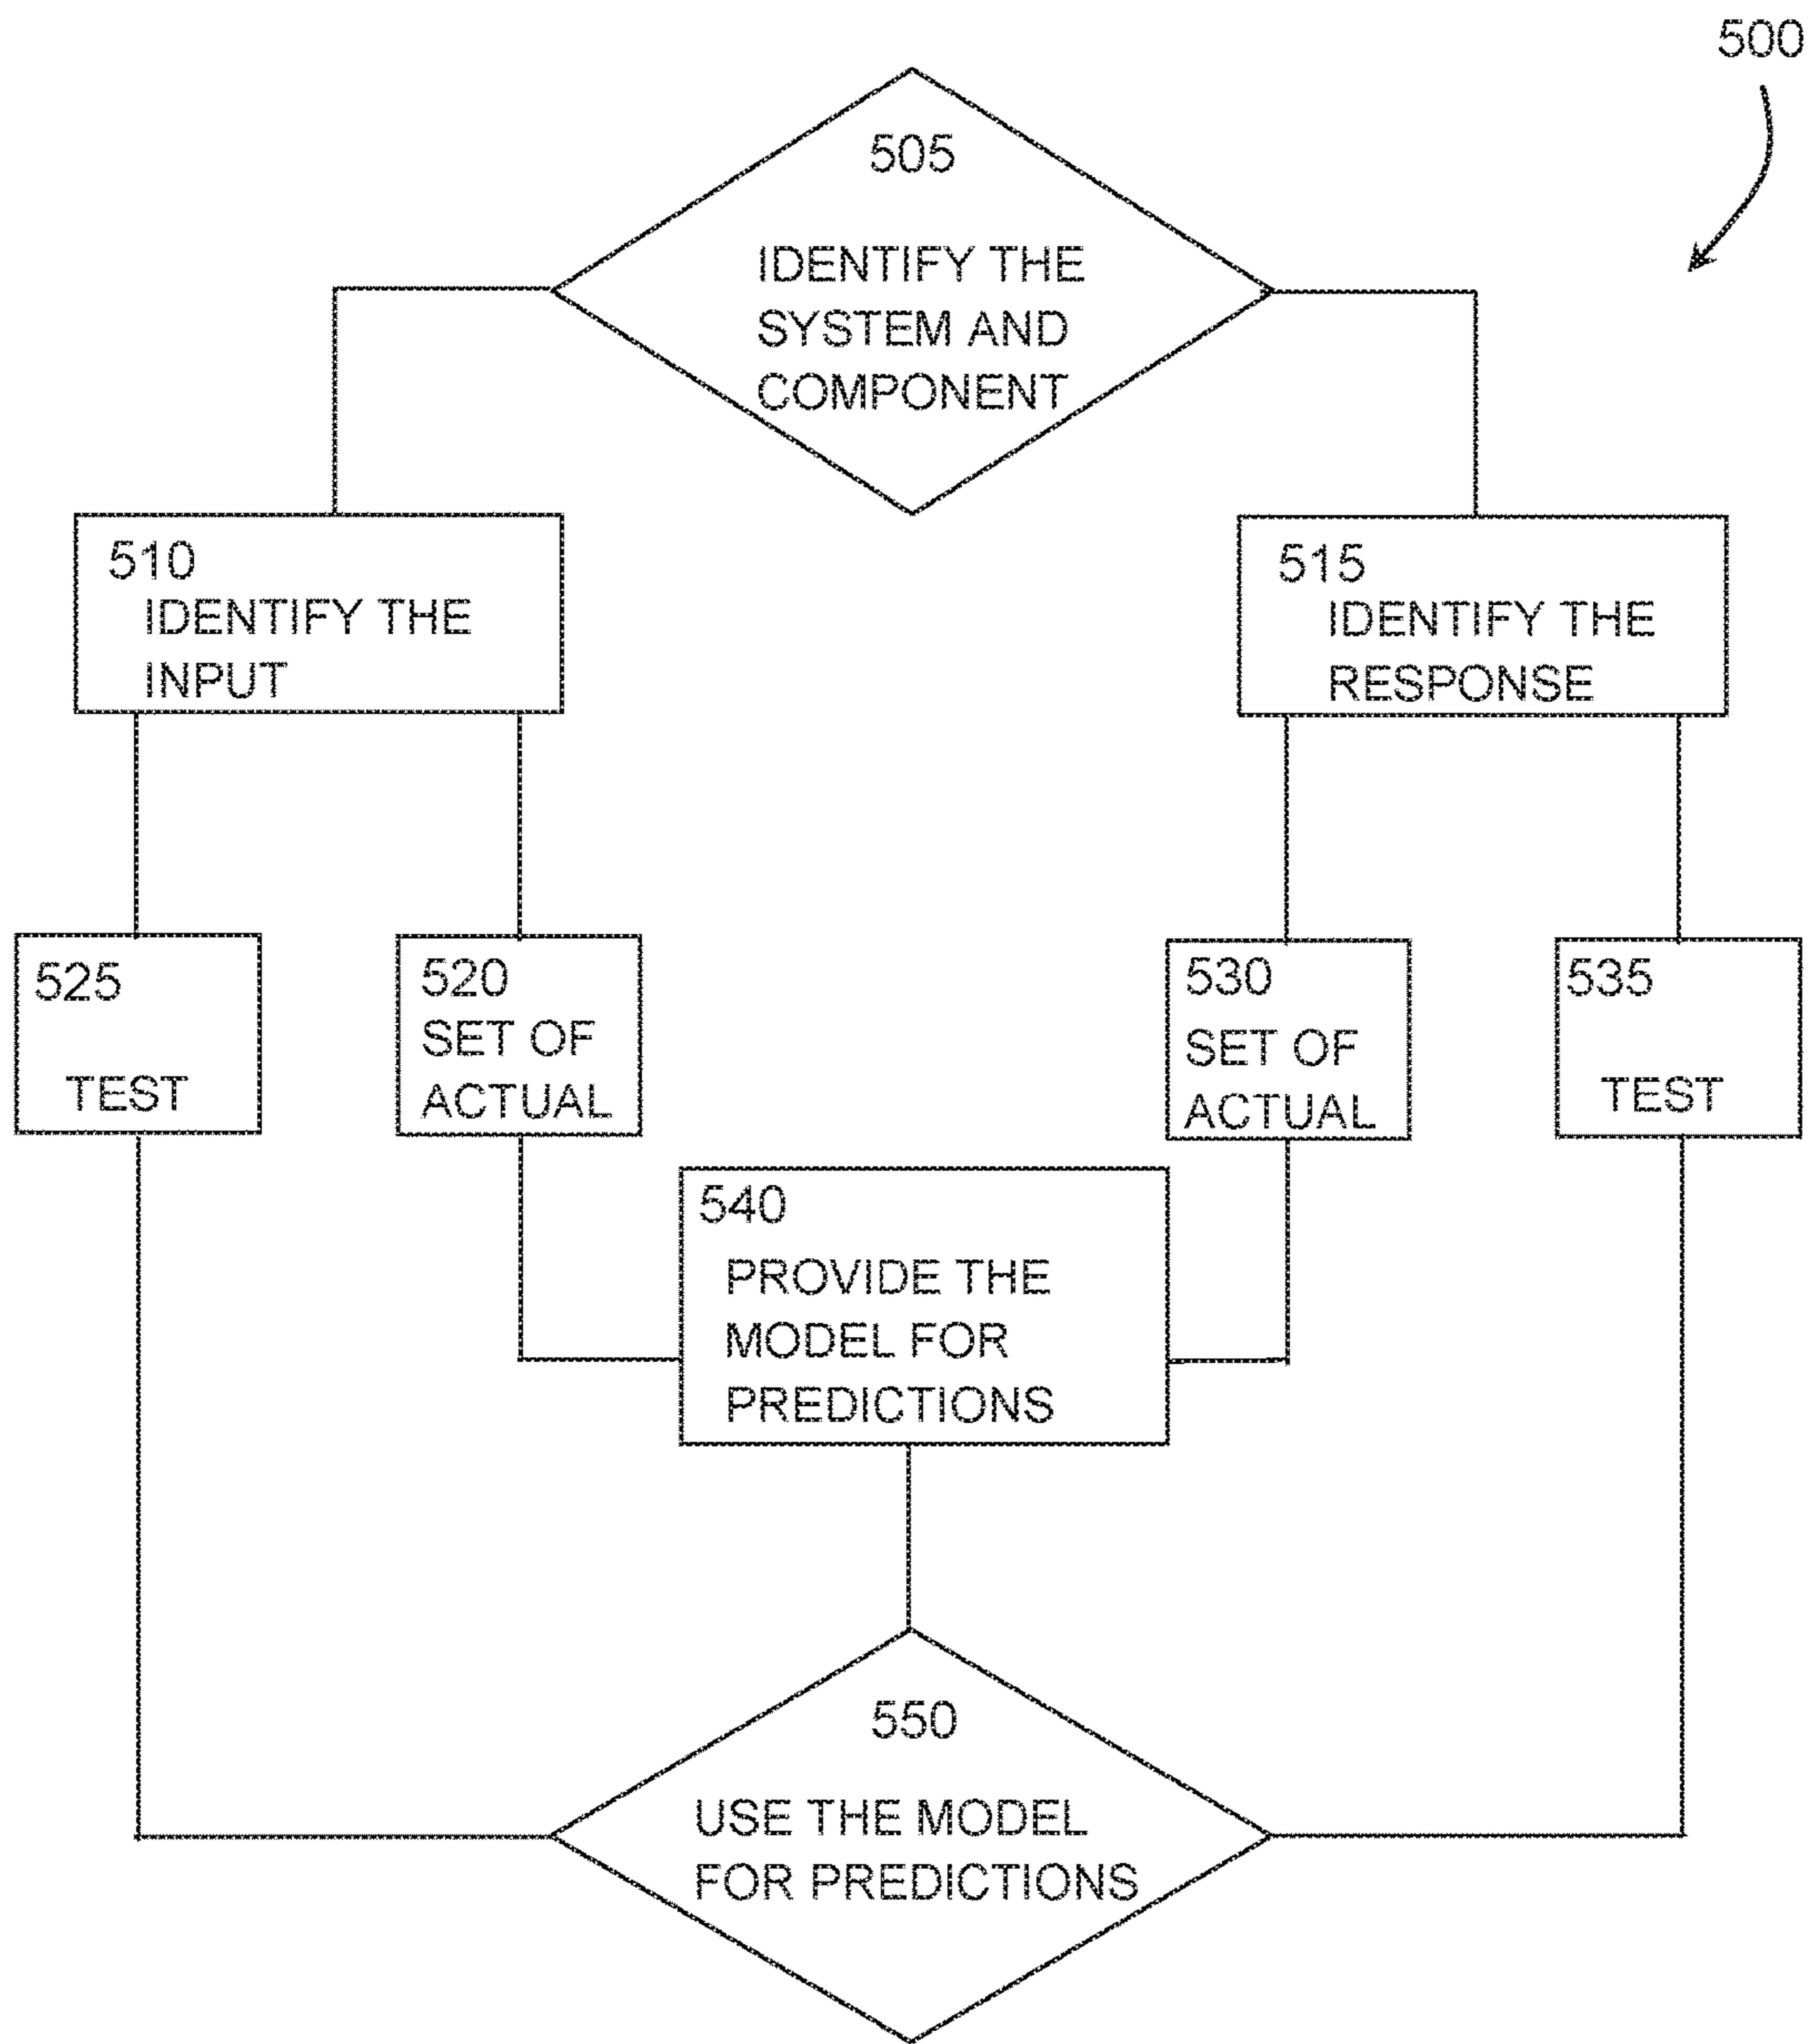 500
505
IDENTIFY THE
SYSTEM AND
COMPONENT
510
IDENTIFY THE
INPUT
515
IDENTIFY THE
RESPONSE
525
TEST
520
SET OF
ACTUAL
530
SET OF
ACTUAL
535
TEST
540
PROVIDE THE
MODEL FOR
PREDICTIONS
550
USE THE MODEL
FOR PREDICTIONS